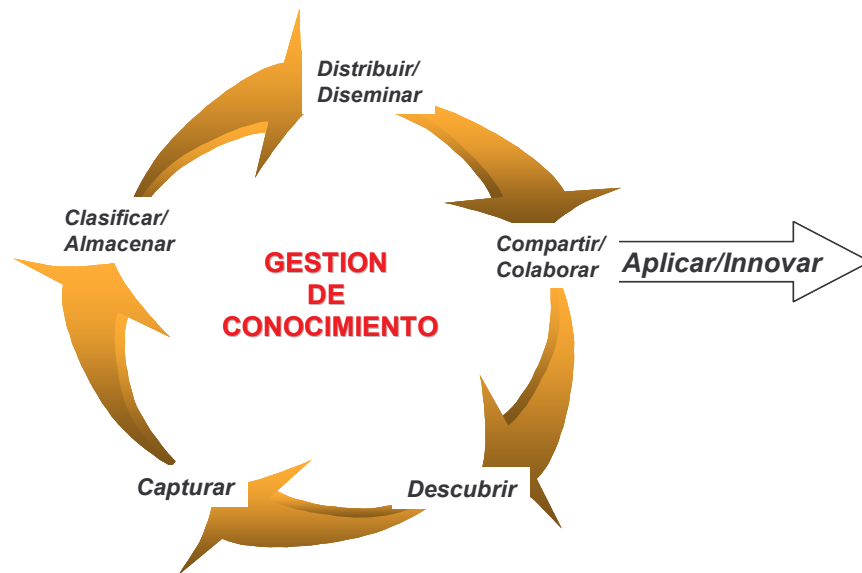 Distribuir/
Diseminar
Clasificar/
Almacenar
Compartir/
Colaborar
Aplicar/Innovar
GESTION
DE
CONOCIMIENTO
Capturar
Descubrir